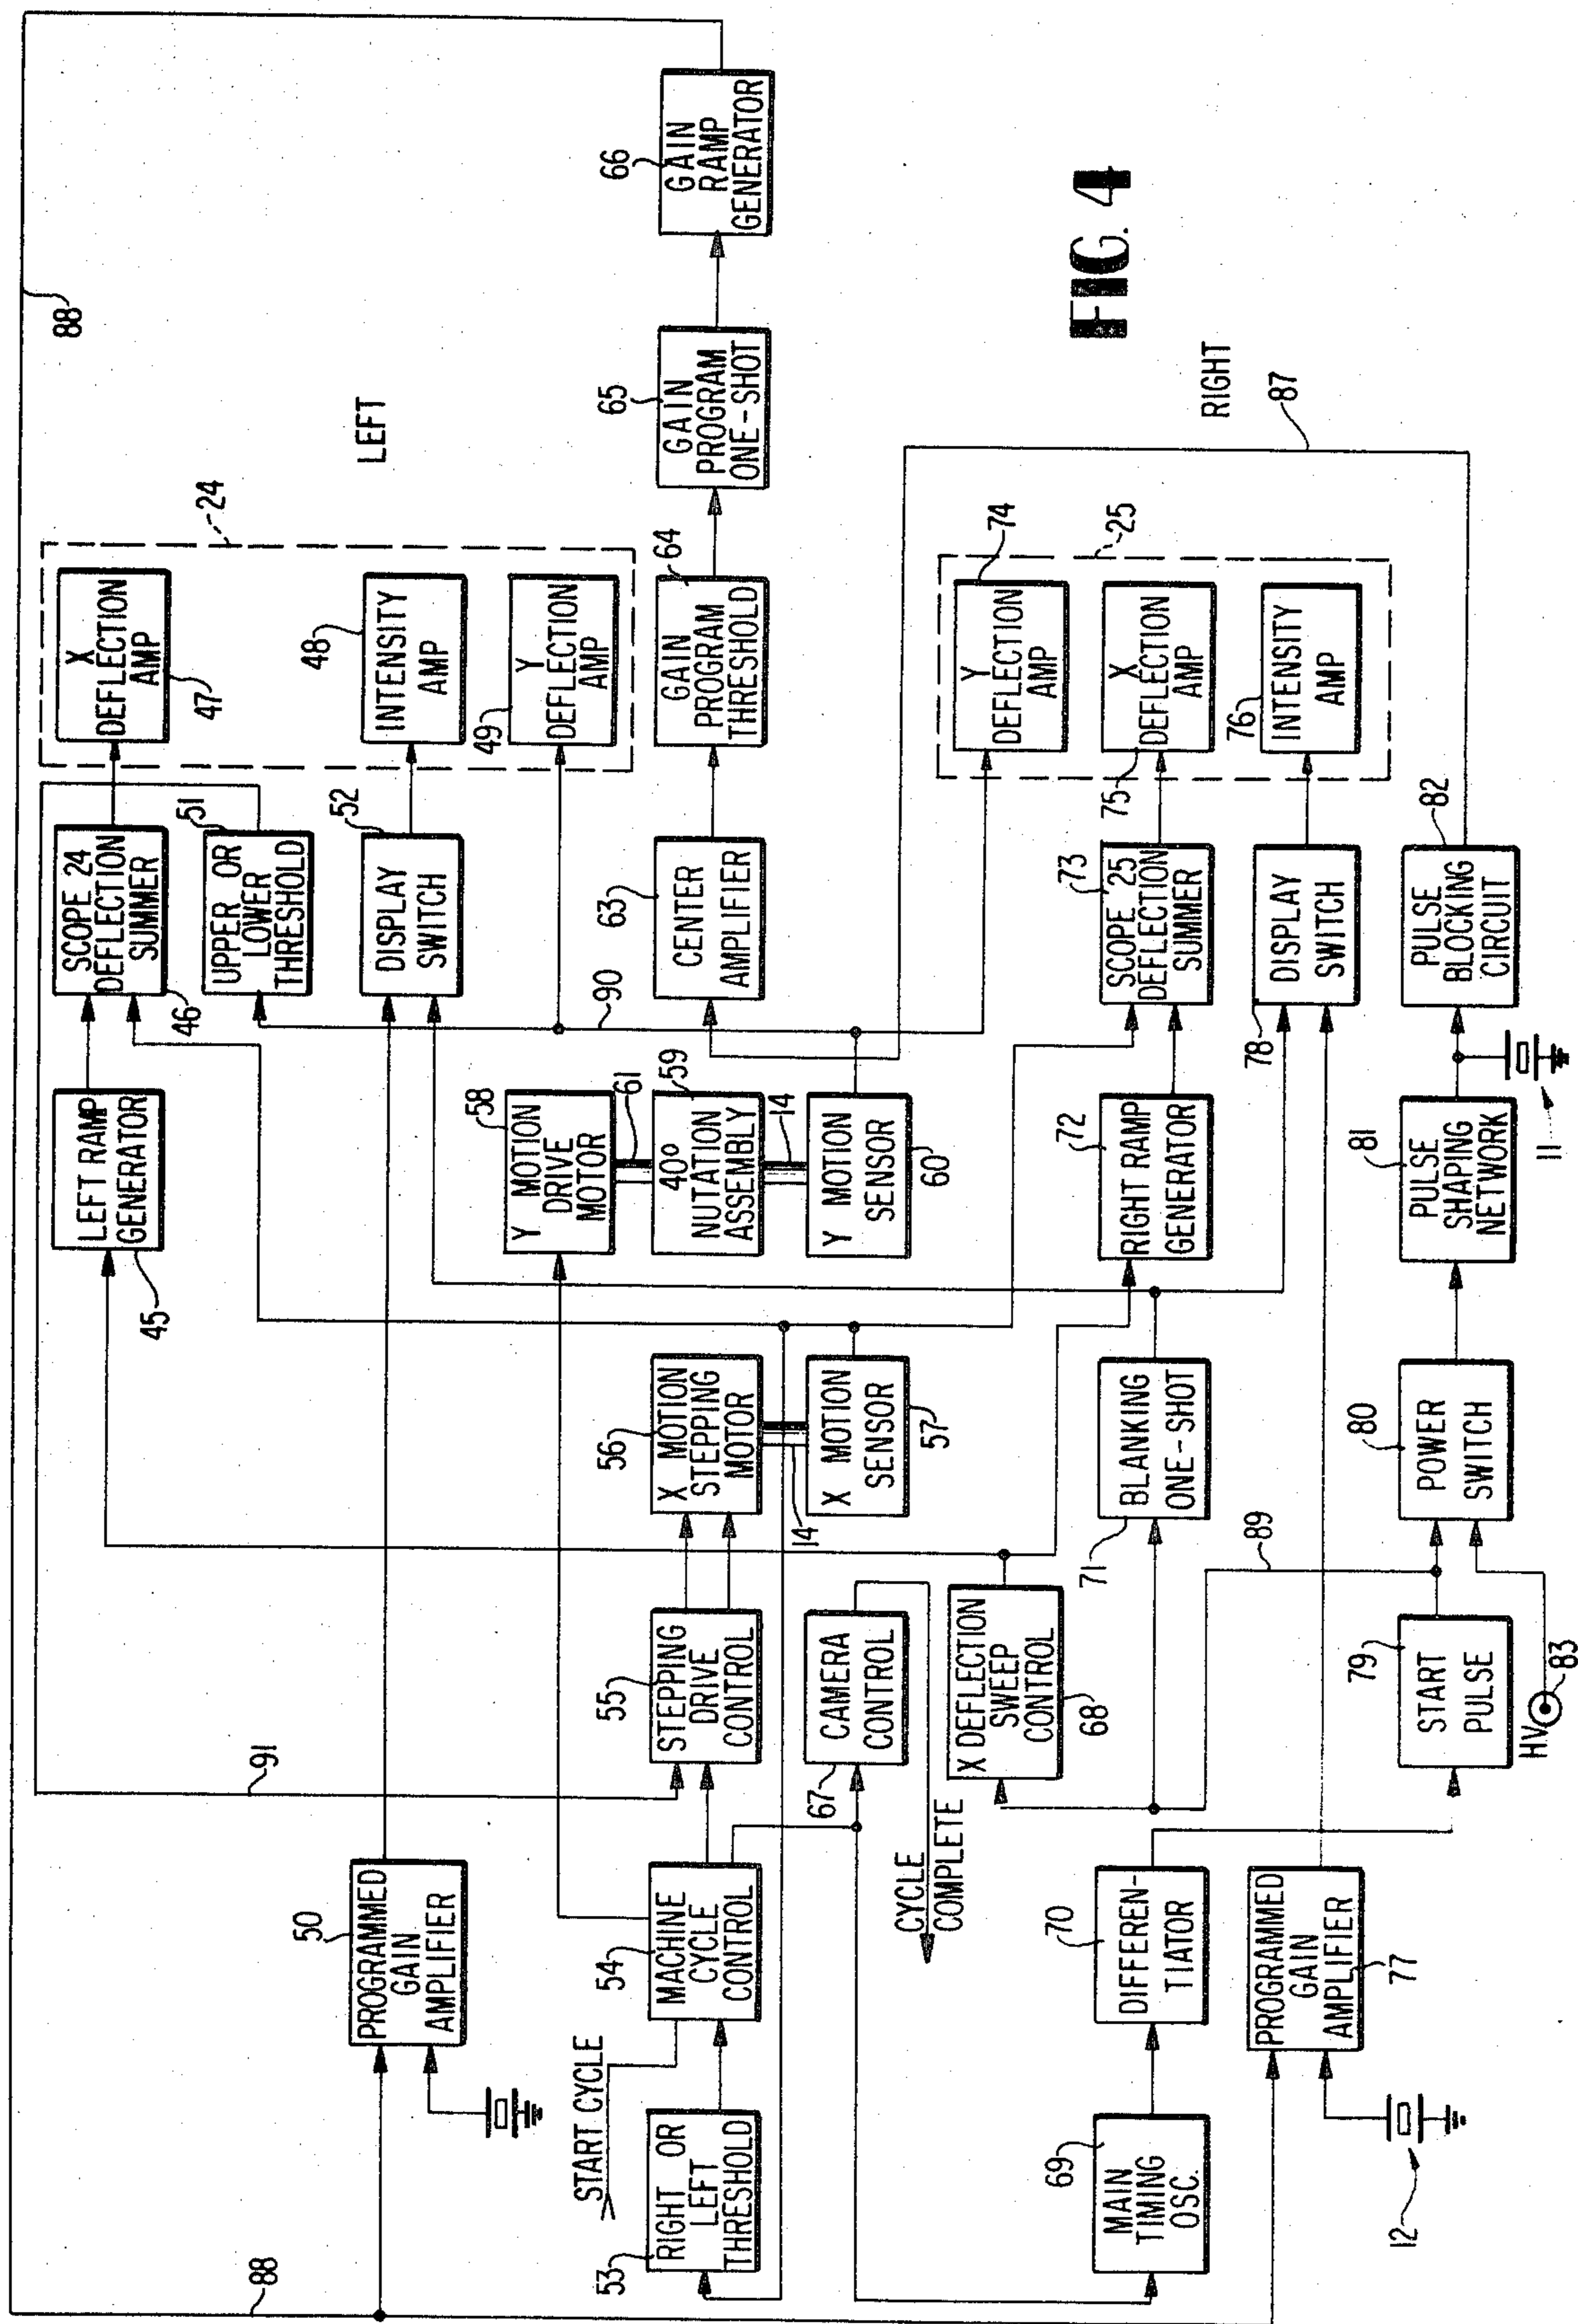 88
LEFT
24
X
DEFLECTION
AMP
47
48
INTENSITY
AMP
49
Y
DEFLECTION
AMP
SCOPE 24
DEFLECTION
SUMMER
46
51
UPPER OR
LOWER
THRESHOLD
52
DISPLAY
SWITCH
LEFT RAMP
GENERATOR
45
91
50
PROGRAMMED
GAIN
AMPLIFIER
88
66
GAIN
RAMP
GENERATOR
65
GAIN
PROGRAM
ONE-SHOT
64
GAIN
PROGRAM
THRESHOLD
63
CENTER
AMPLIFIER
90
58
Y MOTION
DRIVE
MOTOR
61
59
40°
NUTATION
ASSEMBLY
14
Y MOTION
SENSOR
60
56
X MOTION
STEPPING
MOTOR
14
X MOTION
SENSOR
57
55
STEPPING
DRIVE
CONTROL
54
MACHINE
CYCLE
CONTROL
START CYCLE
53
RIGHT OR
LEFT
THRESHOLD
67
CAMERA
CONTROL
CYCLE
COMPLETE
X DEFLECTION
SWEEP
CONTROL
68
FIG. 4
RIGHT
87
25
74
Y
DEFLECTION
AMP
75
X
DEFLECTION
AMP
76
INTENSITY
AMP
73
SCOPE 25
DEFLECTION
SUMMER
78
DISPLAY
SWITCH
82
PULSE
BLOCKING
CIRCUIT
72
RIGHT RAMP
GENERATOR
71
BLANKING
ONE-SHOT
70
DIFFEREN-
TIATOR
69
MAIN
TIMING
OSC.
PROGRAMMED
GAIN
AMPLIFIER
77
12
89
79
START
PULSE
HV
83
80
POWER
SWITCH
81
PULSE
SHAPING
NETWORK
11